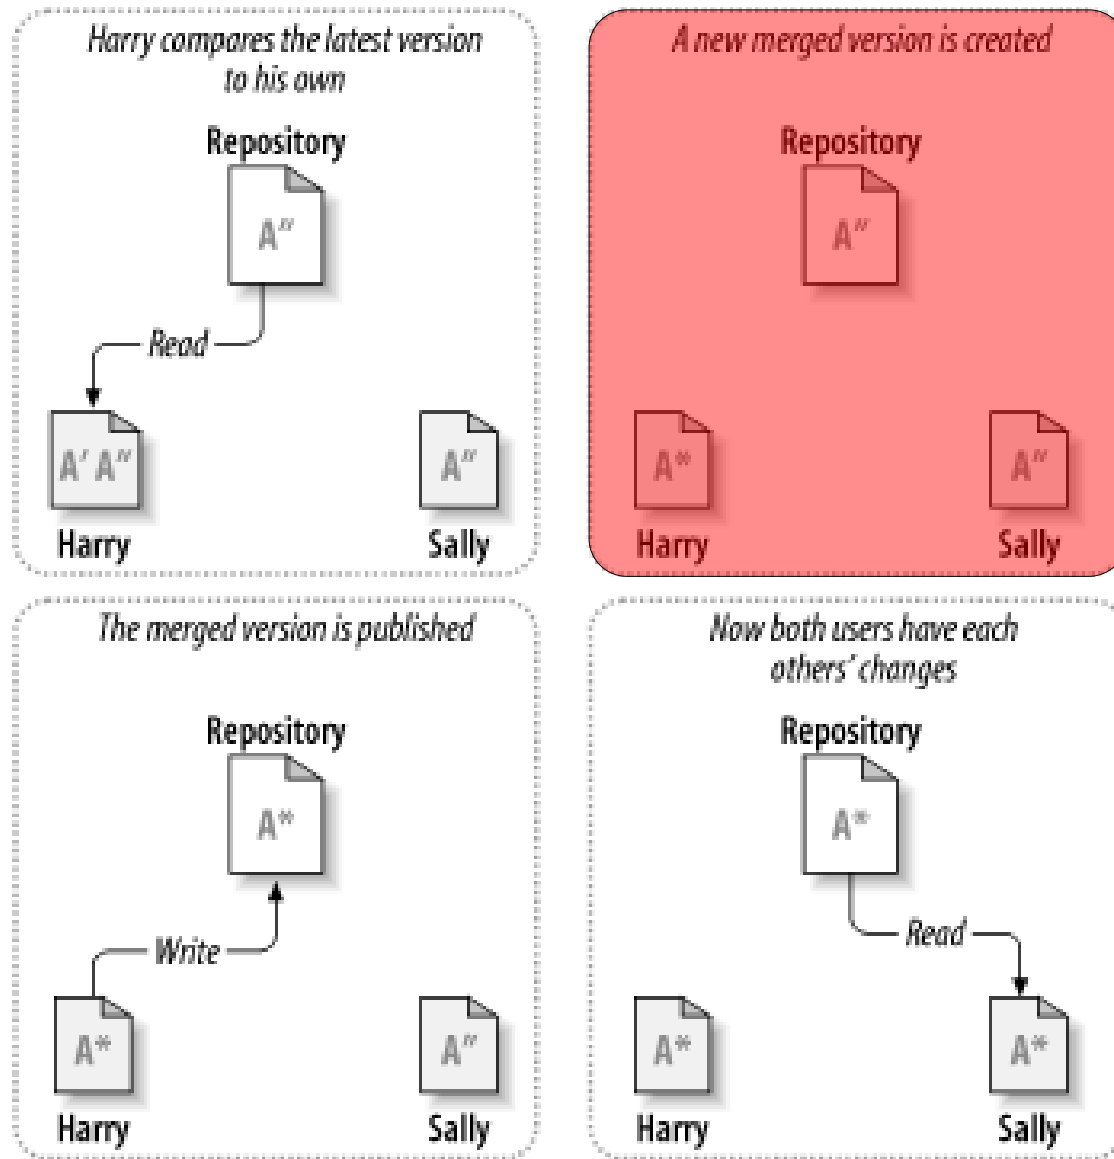 Harry compares the latest version
to his own
Repository
A"
Read
A' A"
A"
Harry
Sally
A new merged version is created
Repository
A"
A*
A"
Harry
Sally
The merged version is published
Repository
A*
Write
A*
A"
Harry
Sally
Now both users have each
others' changes
Repository
A*
Read
A*
A*
Harry
Sally